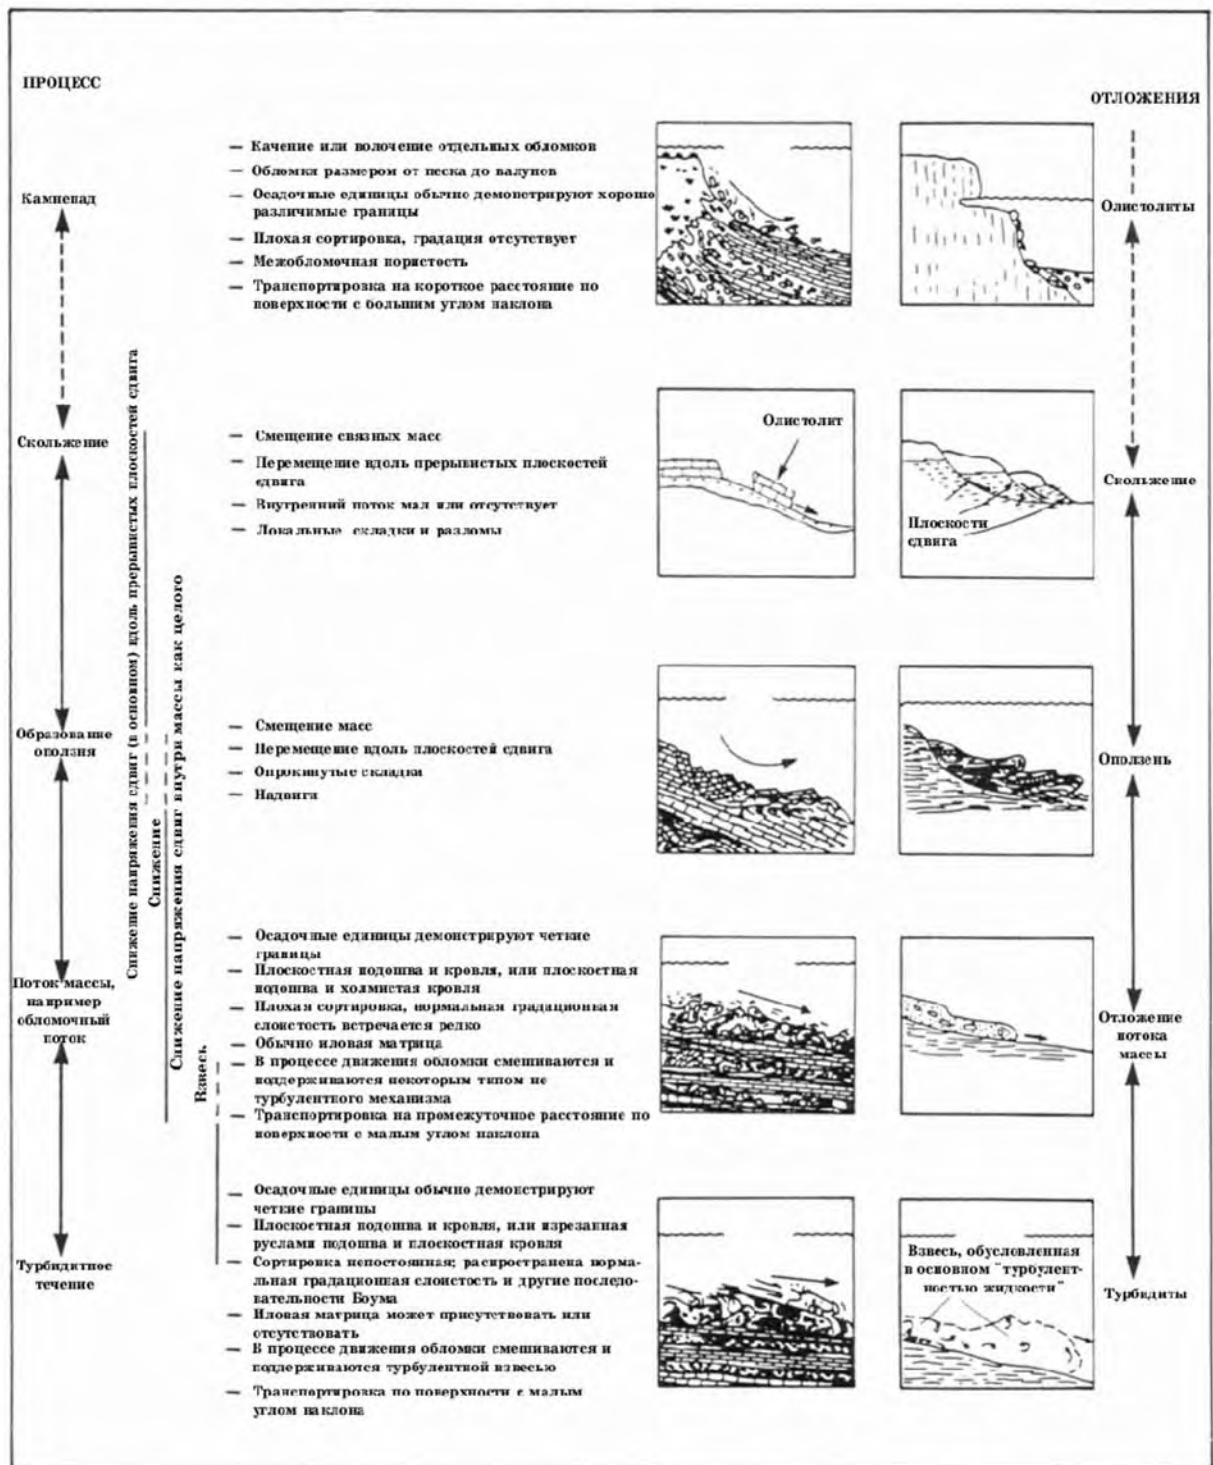 ПРОЦЕСС
ОТЛОЖЕНИЯ
Камнепад
— Качение или волочение отдельных обломков
— Обломки размером от песка до валунов
— Осадочные единицы обычно демонстрируют хорошо
различимые границы
— Плохая сортировка, градация отсутствует
— Межобломочная пористость
— Транспортировка на короткое расстояние по
поверхности с большим углом наклона
Олистолиты
Снижение напряжения сдвиг (в основном) вдоль прерывистых плоскостей сдвига
Снижение
Снижение напряжения сдвиг внутри массы как целого
Взвесь
Скольжение
— Смещение связных масс
— Перемещение вдоль прерывистых плоскостей
сдвига
— Внутренний поток мал или отсутствует
— Локальные складки и разломы
Олистолит
Плоскости
сдвига
Скольжение
Образование
оползня
— Смещение масс
— Перемещение вдоль плоскостей сдвига
— Опрокинутые складки
— Надвига
Оползень
Поток массы,
например
обломочный
поток
— Осадочные единицы демонстрируют четкие
границы
— Плоскостная подошва и кровля, или плоскостная
подошва и холмистая кровля
— Плохая сортировка, нормальная градационная
слоистость встречается редко
— Обычно иловая матрица
— В процессе движения обломки смешиваются и
поддерживаются некоторым типом не
турбулентного механизма
— Транспортировка на промежуточное расстояние по
поверхности с малым углом наклона
Отложение
потока
массы
Турбидитное
течение
— Осадочные единицы обычно демонстрируют
четкие границы
— Плоскостная подошва и кровля, или изрезанная
руслами подошва и плоскостная кровля
— Сортировка непостоянная; распространена норма-
льная градационная слоистость и другие последо-
вательности Боума
— Иловая матрица может присутствовать или
отсутствовать
— В процессе движения обломки смешиваются и
поддерживаются турбулентной взвесью
— Транспортировка по поверхности с малым
углом наклона
Взвесь, обусловленная
в основном "турбулент-
ностью жидкости"
Турбидиты